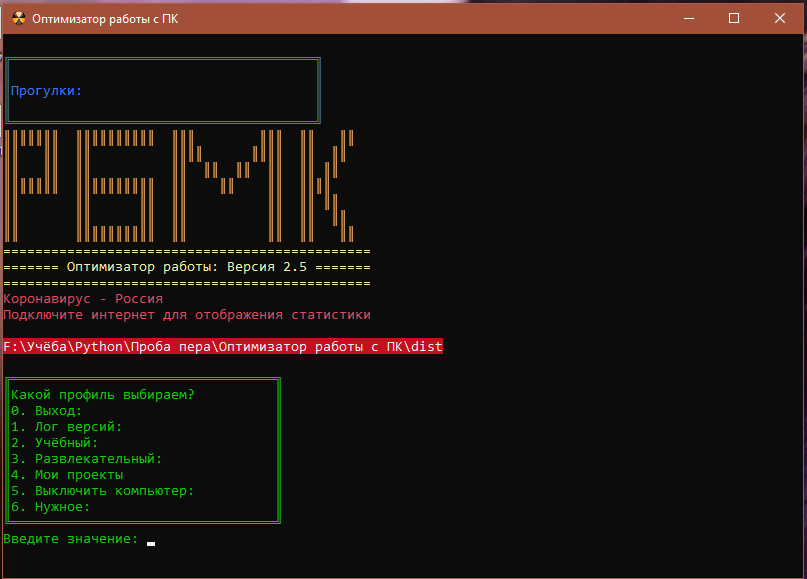 Оптимизатор работы с ПК
Прогулки:
PSMK
===============================================
======= Оптимизатор работы: Версия 2.5 =======
===============================================
Коронавирус - Россия
Подключите интернет для отображения статистики
F:\Учёба\Python\Проба пера\Оптимизатор работы с ПК\dist
Какой профиль выбираем?
0. Выход:
1. Лог версий:
2. Учёбный:
3. Развлекательный:
4. Мои проекты
5. Выключить компьютер:
6. Нужное:
Введите значение: